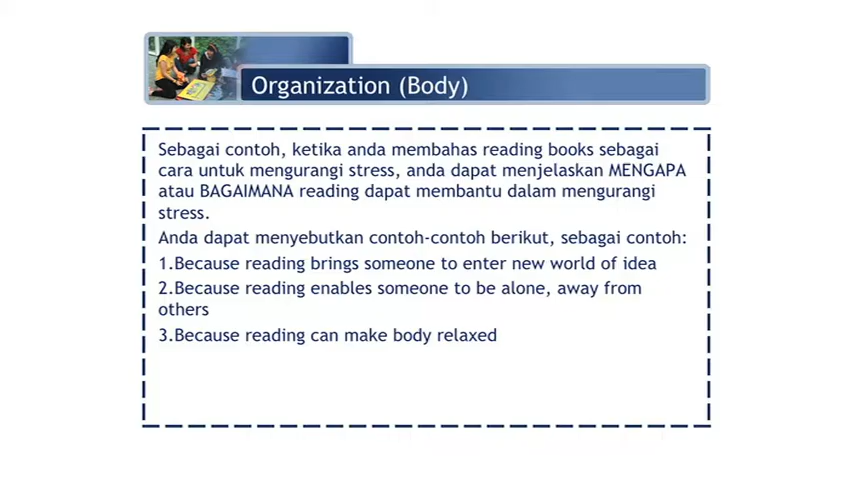 Organization (Body)
Sebagai contoh, ketika anda membahas reading books sebagai
cara untuk mengurangi stress, anda dapat menjelaskan MENGAPA
atau BAGAIMANA reading dapat membantu dalam mengurangi
stress.
Anda dapat menyebutkan contoh-contoh berikut, sebagai contoh:
1.Because reading brings someone to enter new world of idea
2.Because reading enables someone to be alone, away from
others
3.Because reading can make body relaxed